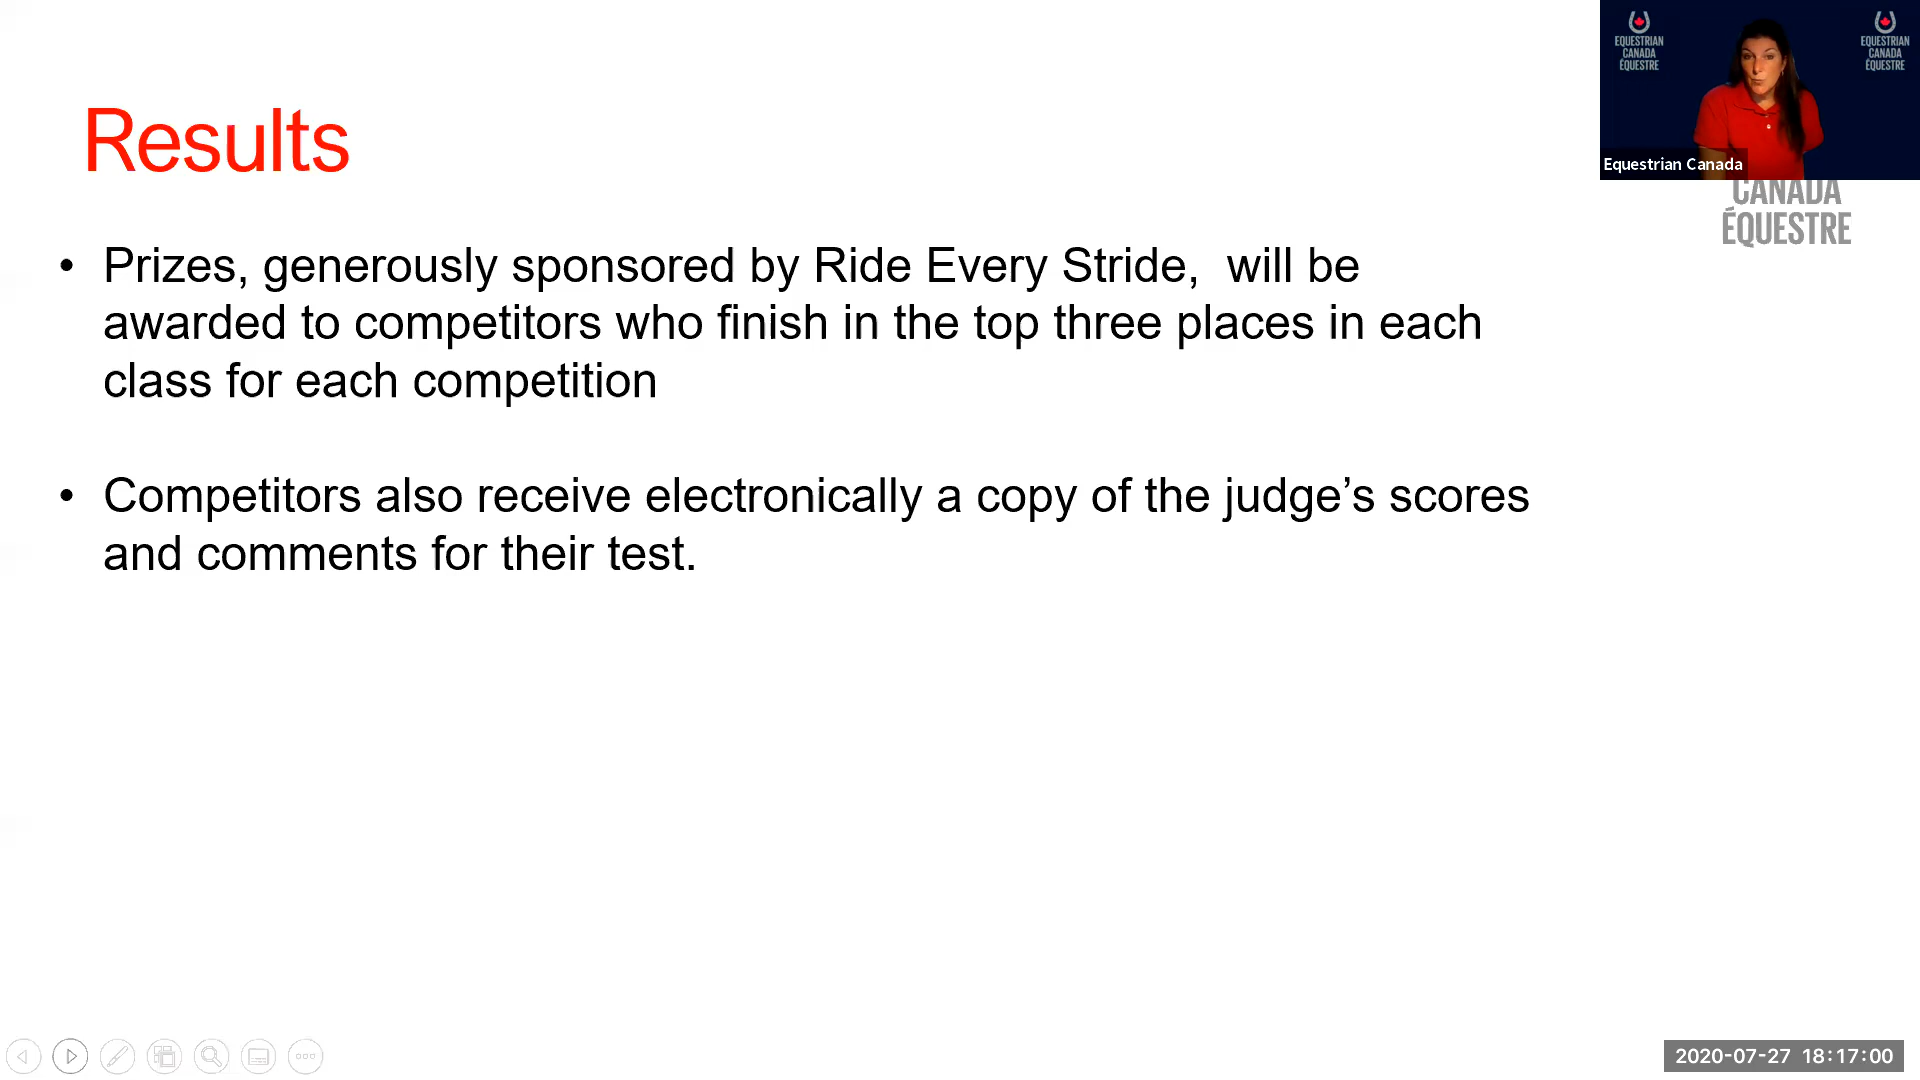 EQUESTRIAN
CANADA
ÉQUESTRE
EQUESTRIAN
CANADA
ÉQUESTRE
Equestrian Canada
CANADA
ÉQUESTRE
Results
• Prizes, generously sponsored by Ride Every Stride,  will be
awarded to competitors who finish in the top three places in each
class for each competition
• Competitors also receive electronically a copy of the judge’s scores
and comments for their test.
2020-07-27 18:17:00